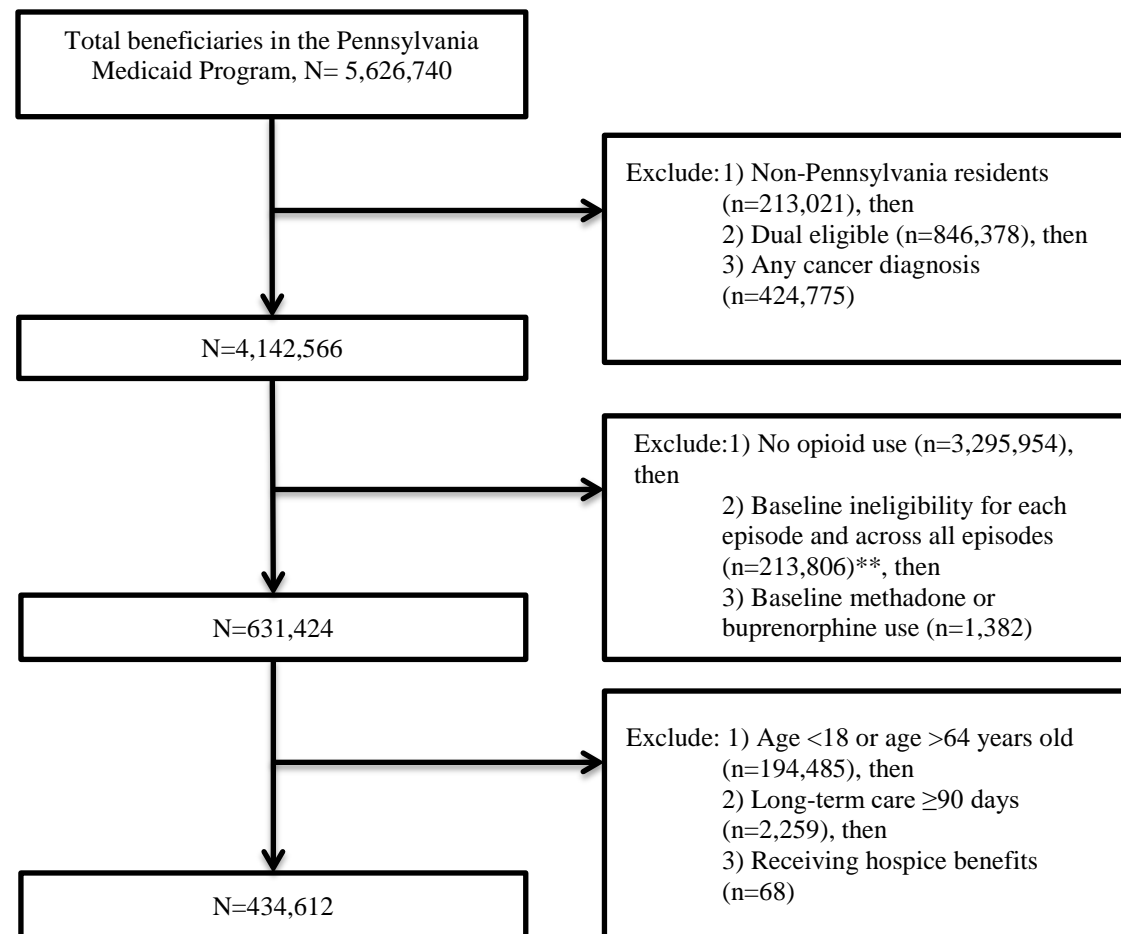 Total beneficiaries in the Pennsylvania
Medicaid Program, N= 5,626,740
Exclude: 1) Non-Pennsylvania residents
(n=213,021), then
2) Dual eligible (n=846,378), then
3) Any cancer diagnosis
(n=424,775)
N=4,142,566
Exclude:1) No opioid use (n=3,295,954),
then
2) Baseline ineligibility for each
episode and across all episodes
(n=213,806)**, then
3) Baseline methadone or
buprenorphine use (n=1,382)
N=631,424
Exclude: 1) Age <18 or age >64 years old
(n=194,485), then
2) Long-term care ≥90 days
(n=2,259), then
3) Receiving hospice benefits
(n=68)
N=434,612